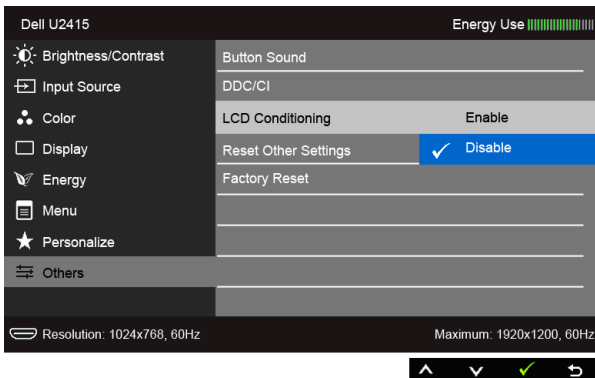 Dell U2415 Energy Use
Brightness/Contrast Button Sound
Input Source DDC/CI
Color LCD Conditioning Enable
Display Reset Other Settings Disable
Energy Factory Reset
Menu
Personalize
Others
Resolution: 1024x768, 60Hz Maximum: 1920x1200, 60Hz